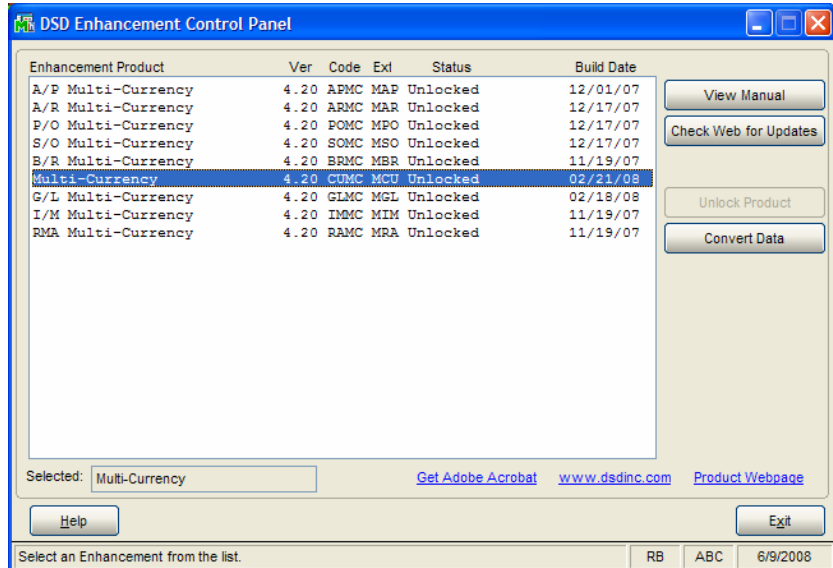 DSD Enhancement Control Panel
Enhancement Product Ver Code Ext Status Build Date
A/P Multi-Currency 4.20 APMC MAP Unlocked 12/01/07
A/R Multi-Currency 4.20 ARMC MAR Unlocked 12/17/07
P/O Multi-Currency 4.20 POMC MPO Unlocked 12/17/07
S/O Multi-Currency 4.20 SOMC MSO Unlocked 12/17/07
B/R Multi-Currency 4.20 BRMC MBR Unlocked 11/19/07
Multi-Currency 4.20 CUMC MCU Unlocked 02/21/08
G/L Multi-Currency 4.20 GLMC MGL Unlocked 02/18/08
I/M Multi-Currency 4.20 IMMC MIM Unlocked 11/19/07
RMA Multi-Currency 4.20 RAMC MRA Unlocked 11/19/07
View Manual
Check Web for Updates
Unlock Product
Convert Data
Selected: Multi-Currency Get Adobe Acrobat www.dsdinc.com Product Webpage
Help Exit
Select an Enhancement from the list. RB ABC 6/9/2008